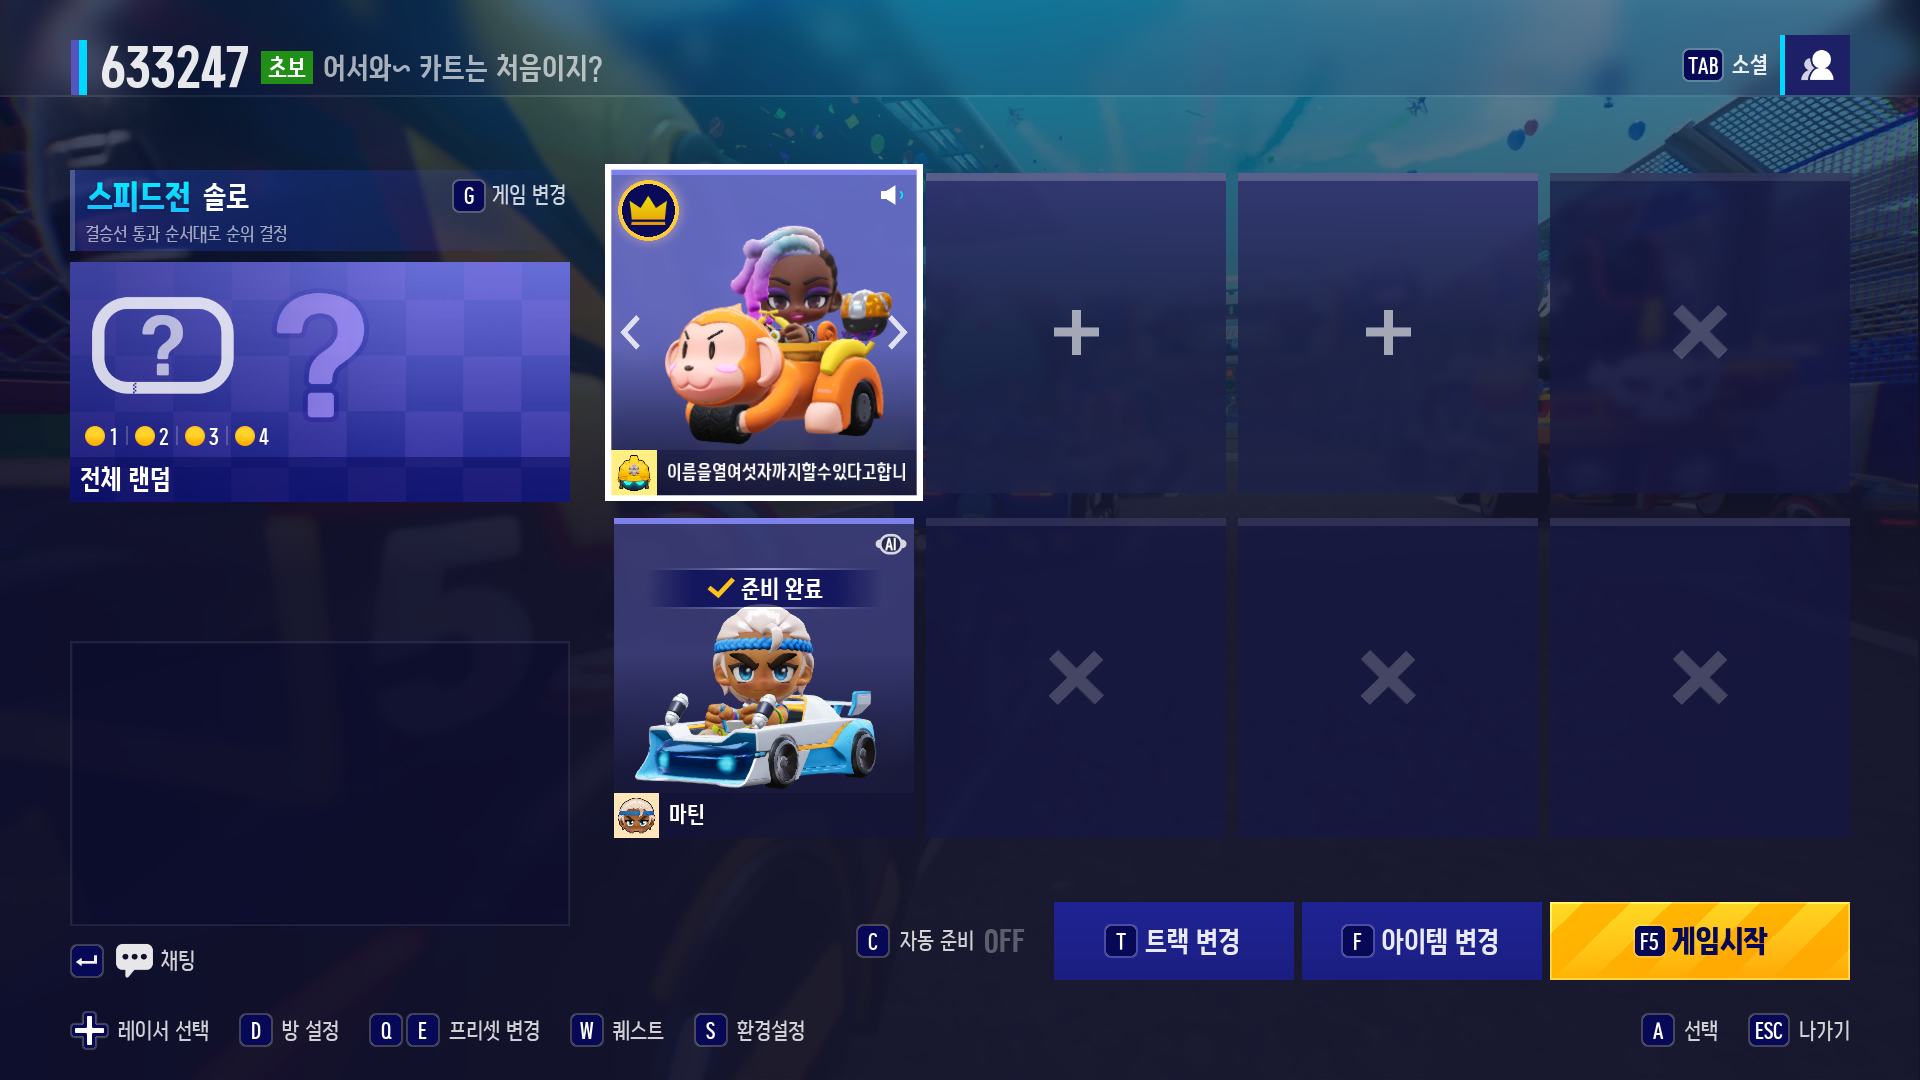 633247 초보 어서와~ 카트는 처음이지?
TAB 소셜
스피드전 솔로
G 게임 변경
결승선 통과 순서대로 순위 결정
1 2 3 4
전체 랜덤
이름을열여섯자까지할수있다고합니
AI
준비 완료
마틴
C 자동 준비 OFF
T 트랙 변경
F 아이템 변경
F5 게임시작
채팅
레이서 선택
D 방 설정
Q E 프리셋 변경
W 퀘스트
S 환경설정
A 선택
ESC 나가기